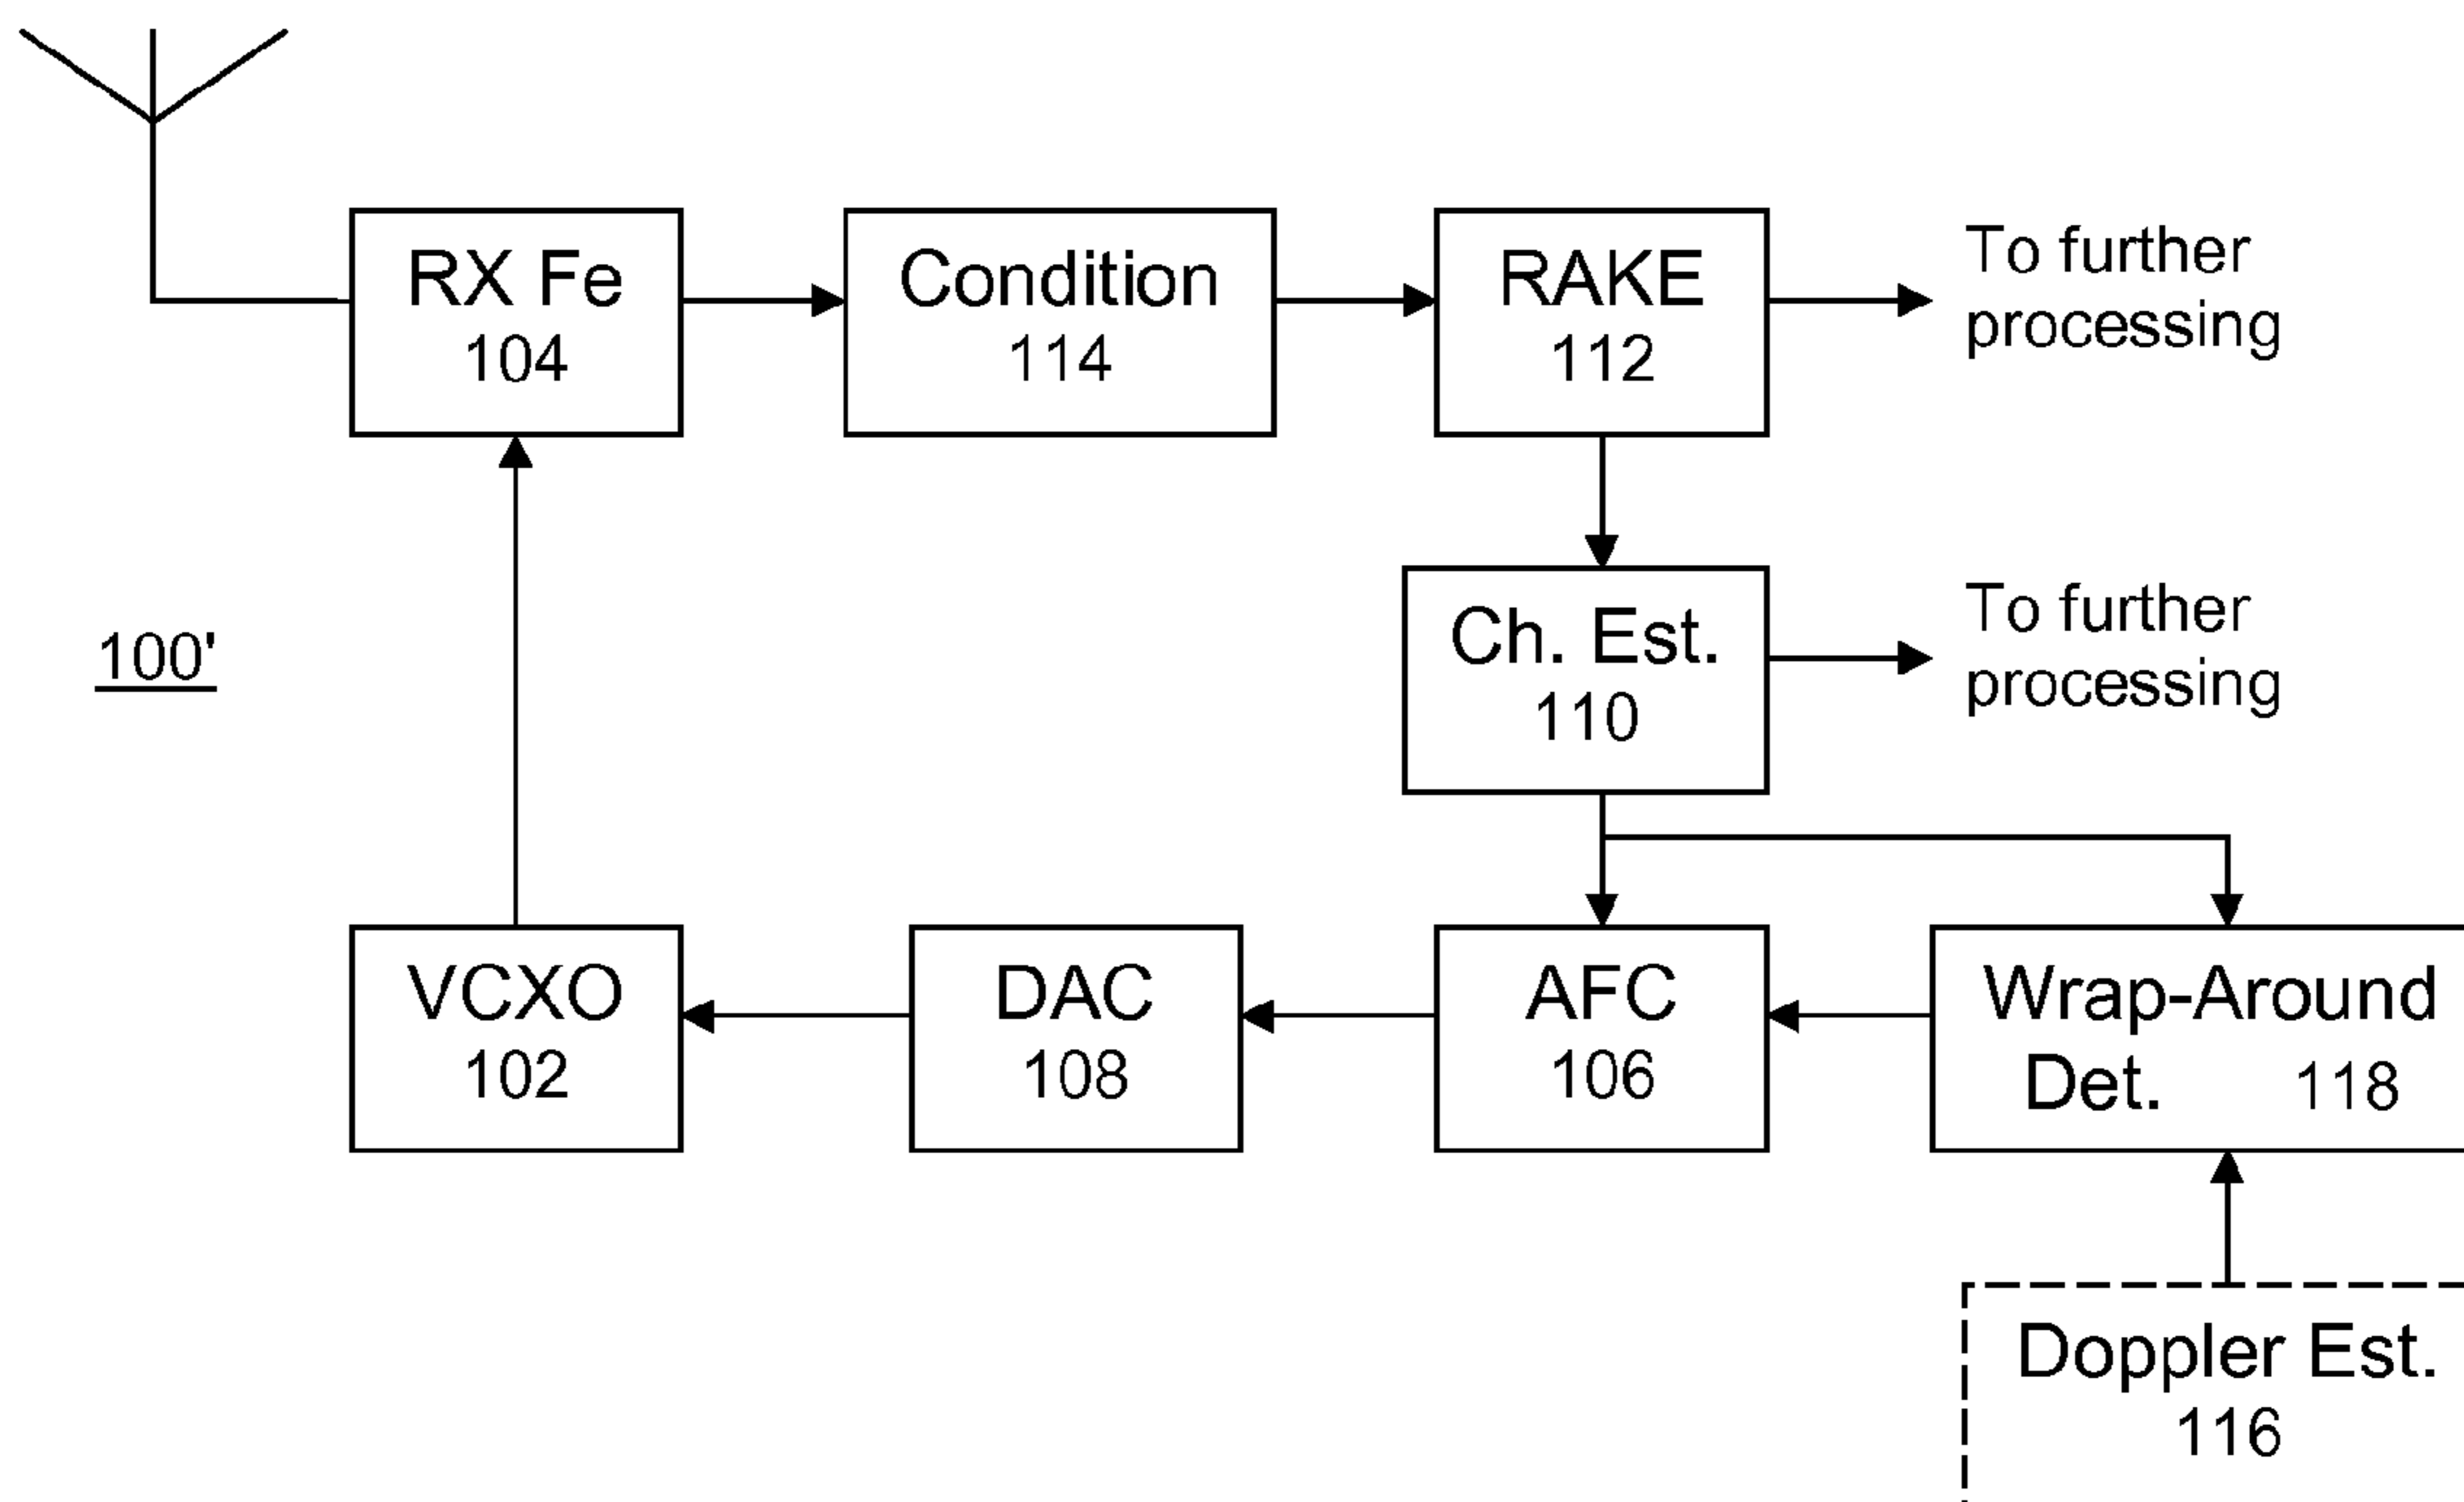 RX Fe
104
Condition
114
RAKE
112
To further
processing
100'
Ch. Est.
110
To further
processing
VCXO
102
DAC
108
AFC
106
Wrap-Around
Det. 118
Doppler Est.
116